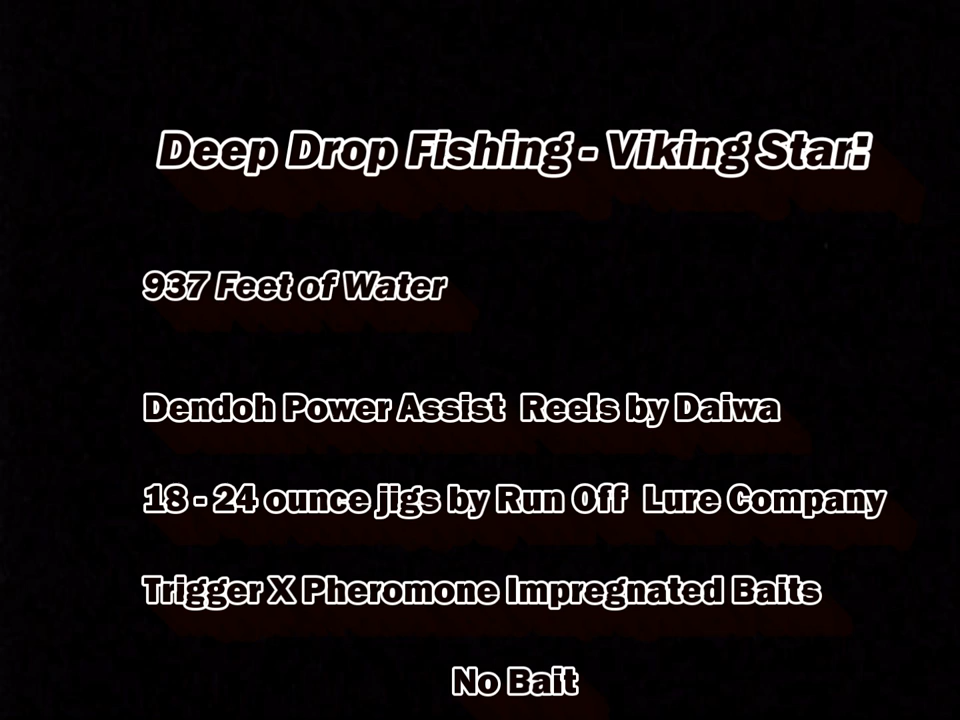 Deep Drop Fishing - Viking Star:
937 Feet of Water
Dendoh Power Assist Reels by Daiwa
18 - 24 ounce jigs by Run Off Lure Company
Trigger X Pheromone Impregnated Baits
No Bait